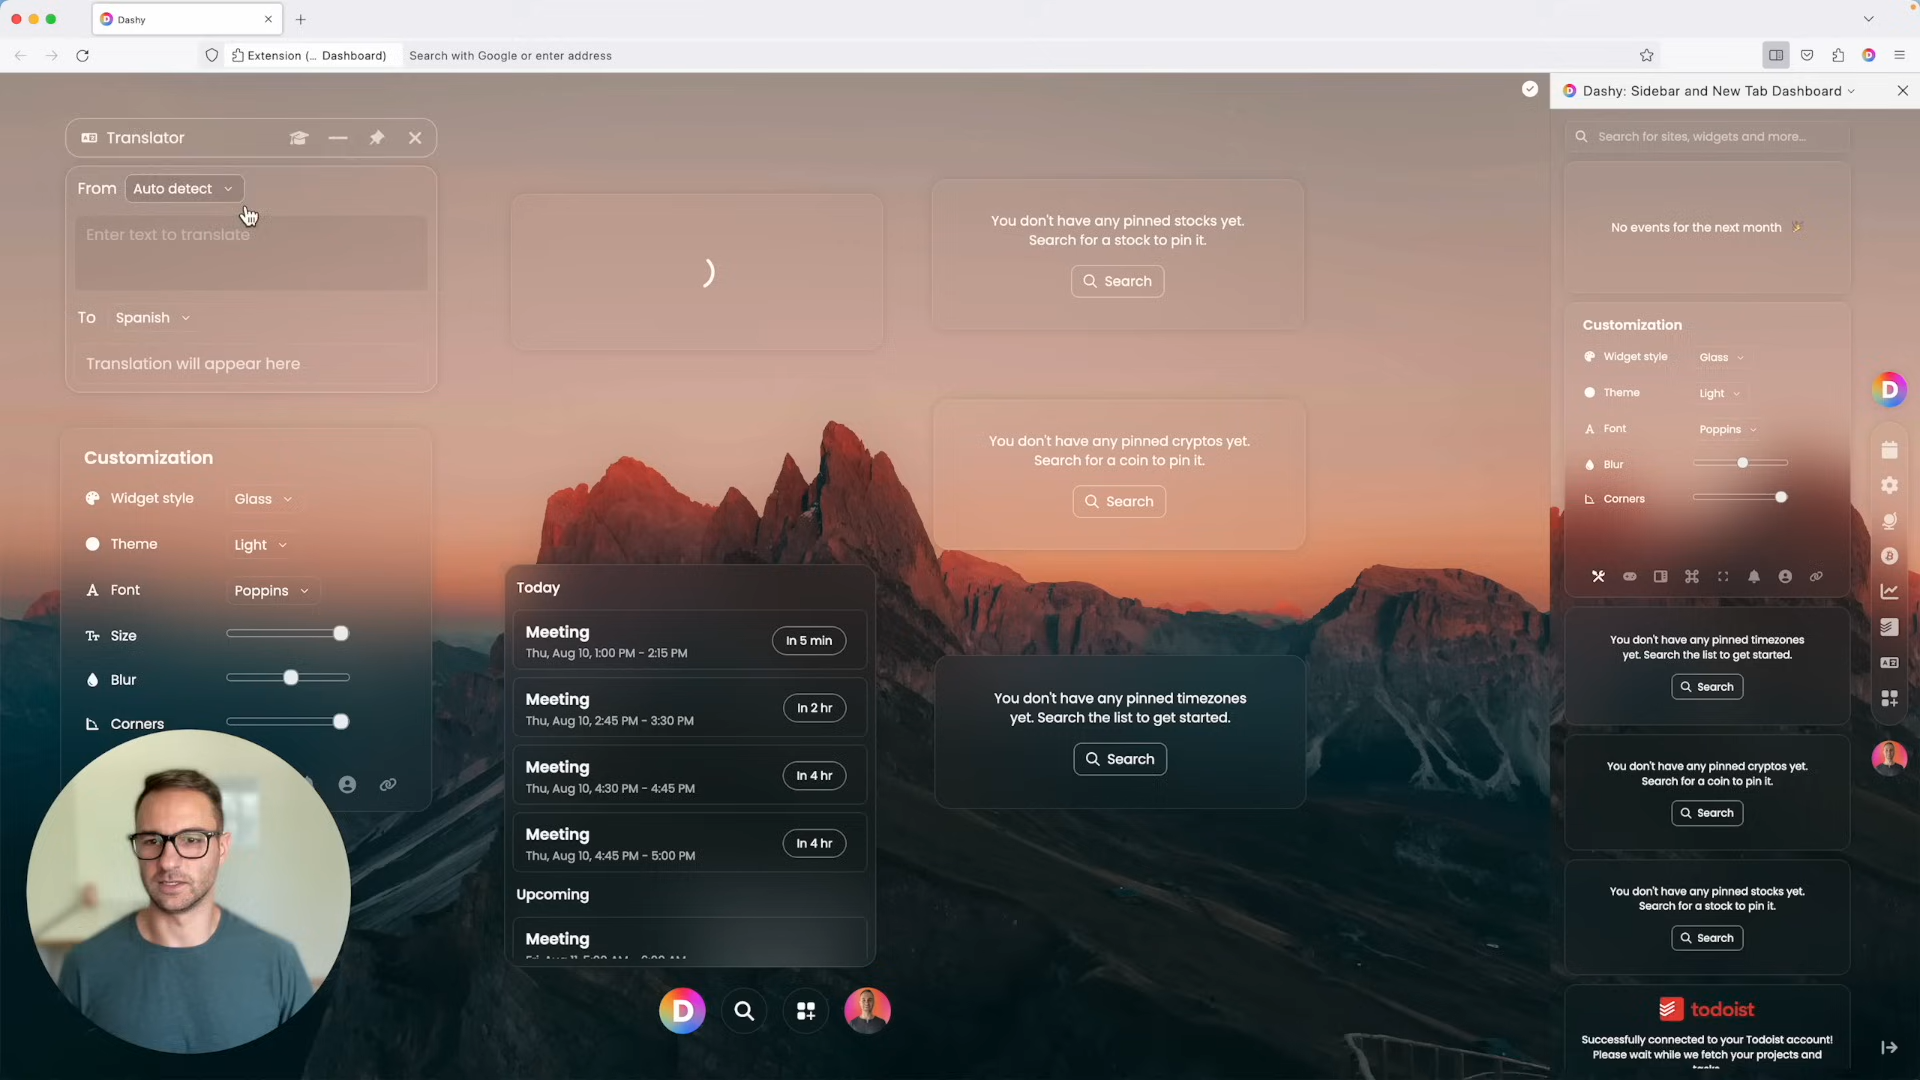 Dashy
Extension (... Dashboard)
Search with Google or enter address
Translator
From
Auto detect
Enter text to translate
To
Spanish
Translation will appear here
Customization
Widget style
Glass
Theme
Light
Font
Poppins
Size
Blur
Corners
Today
Meeting
Thu, Aug 10, 1:00 PM - 2:15 PM
In 5 min
Meeting
Thu, Aug 10, 2:45 PM - 3:30 PM
In 2 hr
Meeting
Thu, Aug 10, 4:30 PM - 4:45 PM
In 4 hr
Meeting
Thu, Aug 10, 4:45 PM - 5:00 PM
In 4 hr
Upcoming
Meeting
You don't have any pinned stocks yet.
Search for a stock to pin it.
Search
You don't have any pinned cryptos yet.
Search for a coin to pin it.
Search
You don't have any pinned timezones
yet. Search the list to get started.
Search
Dashy: Sidebar and New Tab Dashboard
Search for sites, widgets and more...
No events for the next month
Customization
Widget style
Glass
Theme
Light
Font
Poppins
Blur
Corners
You don't have any pinned timezones
yet. Search the list to get started.
Search
You don't have any pinned cryptos yet.
Search for a coin to pin it.
Search
You don't have any pinned stocks yet.
Search for a stock to pin it.
Search
todoist
Successfully connected to your Todoist account!
Please wait while we fetch your projects and